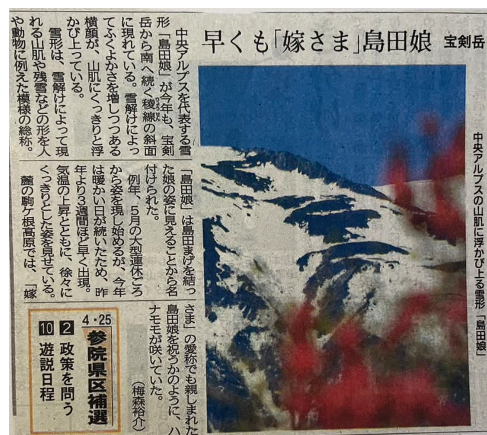 早くも「嫁さま」島田娘 宝剣岳
中央アルプスの山肌に浮かび上る雪形「島田娘」
中央アルプスを代表する雪
形「島田娘」が今年も、宝剣
岳から南へ続く稜線の斜面
に現れている。雪解けによっ
てふくよかさを増しつつある
横顔が、山肌にくっきりと浮
かび上っている。
雪形は、雪解けによって現
れる山肌や残雪などの形を人
や動物に例えた模様の総称。
「島田娘」は島田まげを結っ
た娘の姿に見えることから名
付けられた。
例年、5月の大型連休ごろ
から姿を現し始めるが、今年
は暖かい日が続いたため、昨
年より3週間ほど早く出現。
気温の上昇とともに、徐々に
くっきりとした姿を見せている。
麓の駒ケ根高原では、「嫁
さま」の愛称でも親しまれた
島田娘を祝うかのように、ハ
ナモモが咲いていた。
(梅森裕介)
4・25
参院県区補選
2 政策を問う
10 遊説日程